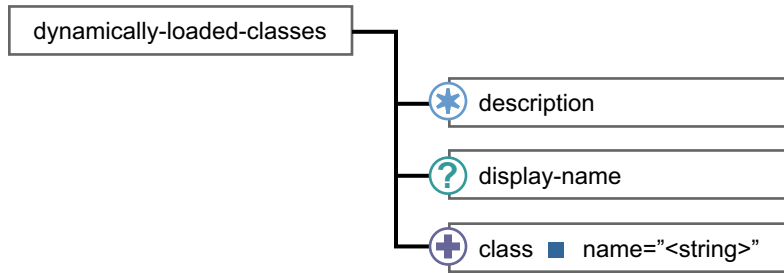 dynamically-loaded-classes
description
? display-name
class name=”<string>”